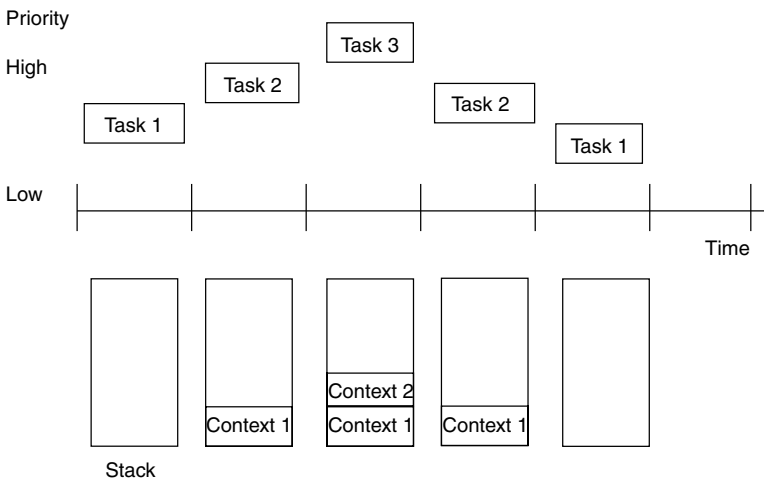 Priority
Task 3
High
Task 2
Task 2
Task 1
Task 1
Low
Time
Context 2
Context 1
Context 1
Context 1
Stack